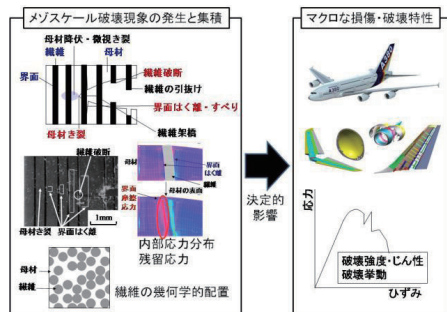 メゾスケール破壊現象の発生と集積
母材降伏・微視き裂
繊維
母材
界面
繊維破断
繊維の引抜け
界面はく離・すべり
母材き裂
繊維架橋
繊維破断
母材
界面
はく離
繊維
母材の表面
界面
摩擦
応力
母材き裂
界面はく離
1mm
内部応力分布
残留応力
母材
繊維
繊維の幾何学的配置
決定的
影響
マクロな損傷・破壊特性
A380
応力
破壊強度・じん性
破壊挙動
ひずみ